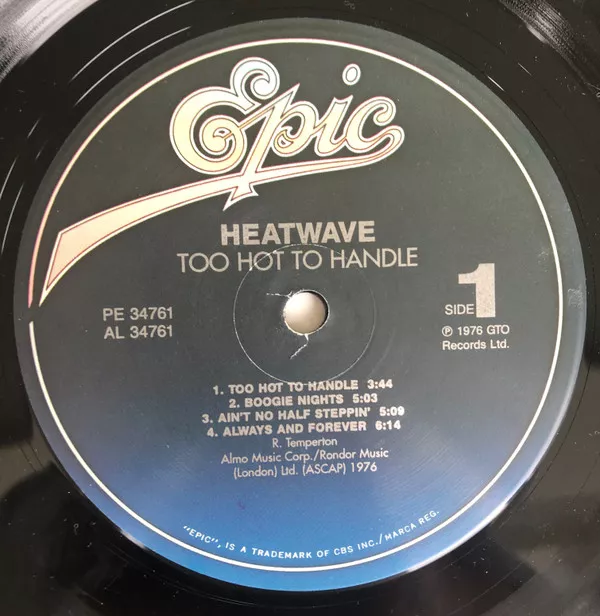 Epic
HEATWAVE
TOO HOT TO HANDLE
PE 34761
AL 34761
SIDE 1
℗ 1976 GTO
Records Ltd.
1. TOO HOT TO HANDLE 3:44
2. BOOGIE NIGHTS 5:03
3. AIN'T NO HALF STEPPIN' 5:09
4. ALWAYS AND FOREVER 6:14
R. Temperton
Almo Music Corp./Rondor Music
(London) Ltd. (ASCAP) 1976
"EPIC", IS A TRADEMARK OF CBS INC./MARCA REG.